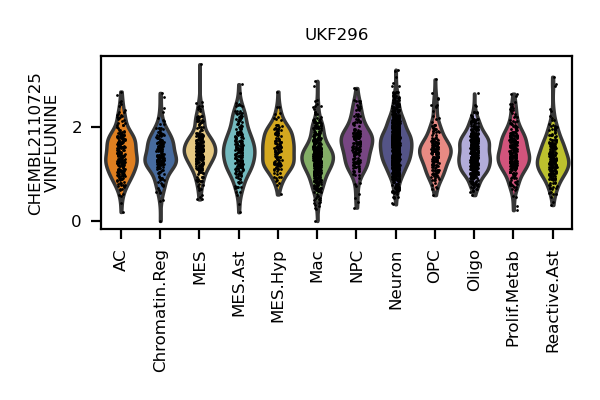 UKF296
CHEMBL2110725
VINFLUNINE
2
0
AC
Chromatin.Reg
MES
MES.Ast
MES.Hyp
Mac
NPC
Neuron
OPC
Oligo
Prolif.Metab
Reactive.Ast